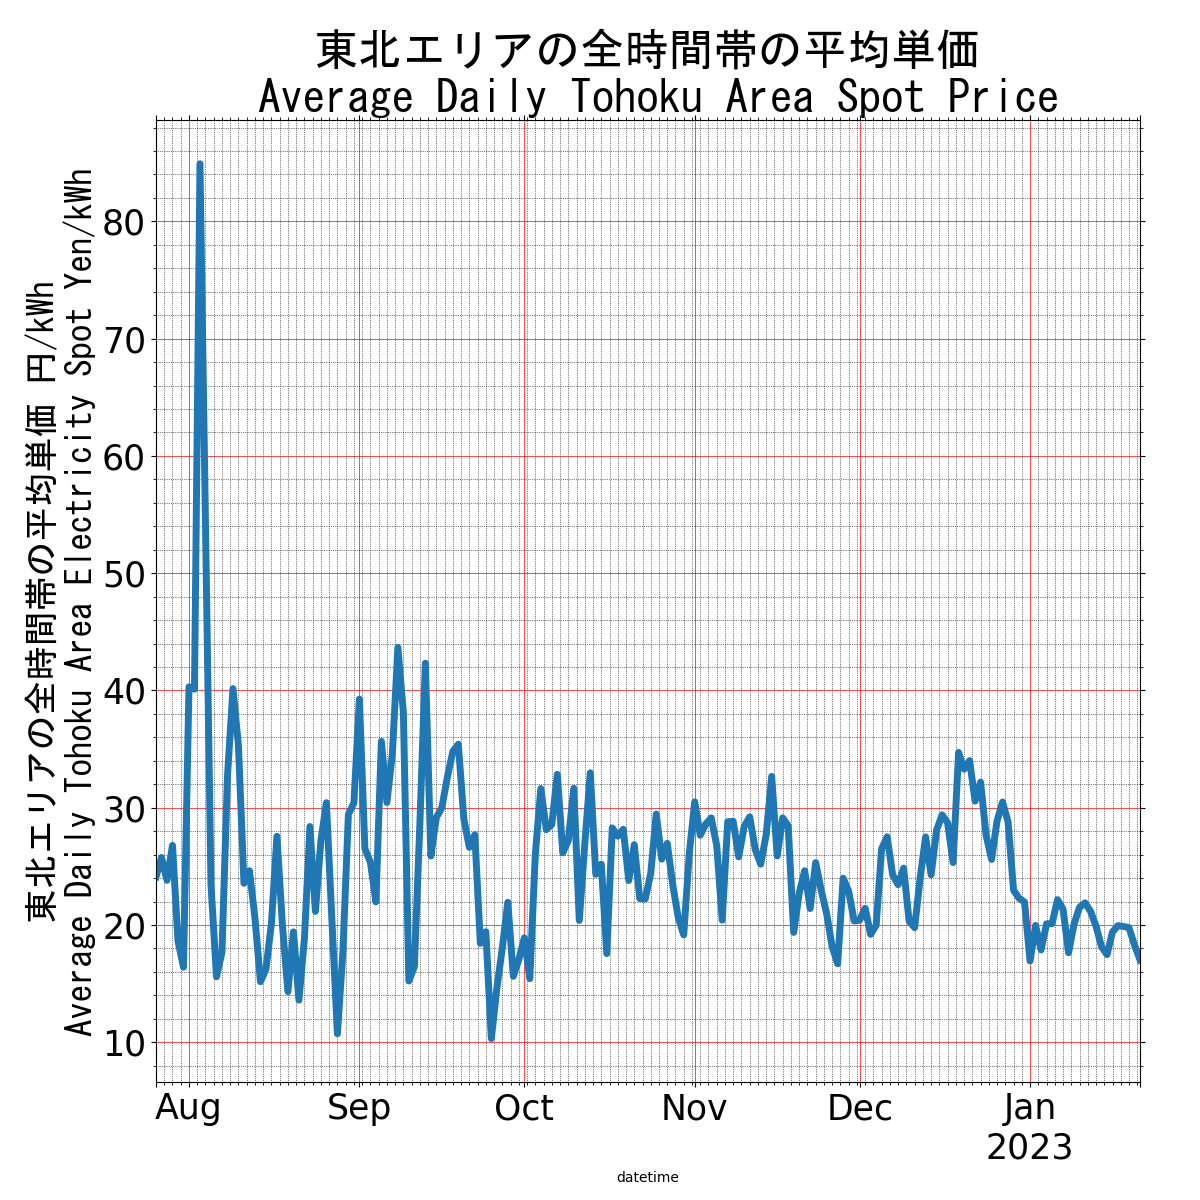 東北エリアの全時間帯の平均単価
Average Daily Tohoku Area Spot Price
東北エリアの全時間帯の平均単価 円/kWh
Average Daily Tohoku Area Electricity Spot Yen/kWh
80
70
60
50
40
30
20
10
Aug
Sep
Oct
Nov
Dec
Jan
2023
datetime